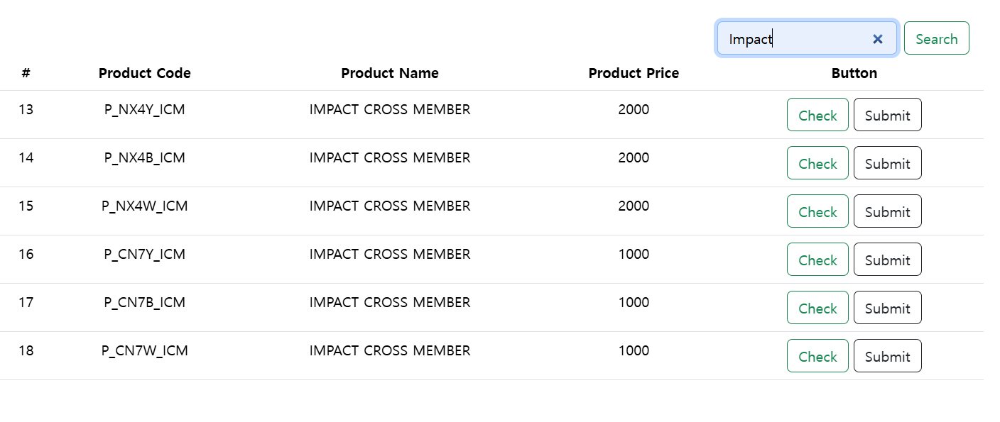 Impact × Search
# Product Code Product Name Product Price Button
13 P_NX4Y_ICM IMPACT CROSS MEMBER 2000 Check Submit
14 P_NX4B_ICM IMPACT CROSS MEMBER 2000 Check Submit
15 P_NX4W_ICM IMPACT CROSS MEMBER 2000 Check Submit
16 P_CN7Y_ICM IMPACT CROSS MEMBER 1000 Check Submit
17 P_CN7B_ICM IMPACT CROSS MEMBER 1000 Check Submit
18 P_CN7W_ICM IMPACT CROSS MEMBER 1000 Check Submit